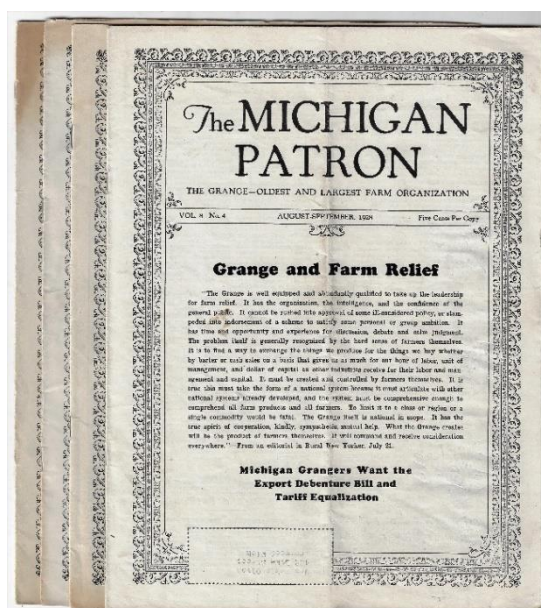 The MICHIGAN
PATRON
THE GRANGE—OLDEST AND LARGEST FARM ORGANIZATION
VOL. 8 No. 4 AUGUST-SEPTEMBER, 1928 Five Cents Per Copy
Grange and Farm Relief
"The Grange is well equipped and abundantly qualified to take up the leadership
for farm relief. It has the organization, the intelligence, and the confidence of the
general public. It cannot be rushed into approval of some ill-considered policy, or stam-
peded into indorsement of a scheme to satisfy some personal or group ambition. It
has time and opportunity and experience for discussion, debate and safe judgment.
The problem itself is generally recognized by the hard sense of farmers themselves.
It is to find a way to exchange the things we produce for the things we buy whether
by barter or cash sales on a basis that gives us as much for our hour of labor, unit of
management, and dollar of capital as other industries receive for their labor and man-
agement and capital. It must be created and controlled by farmers themselves. It is
true this must take the form of a national system because it must articulate with other
national systems already developed, and the system must be comprehensive enough to
comprehend all farm products and all farmers. To limit it to a class or region or a
single commodity would be fatal. The Grange itself is national in scope. It has the
true spirit of cooperation, kindly, sympathetic mutual help. What the Grange creates
will be the product of farmers themselves. It will command and receive consideration
everywhere." From an editorial in Rural New Yorker, July 21.
Michigan Grangers Want the
Export Debenture Bill and
Tariff Equalization